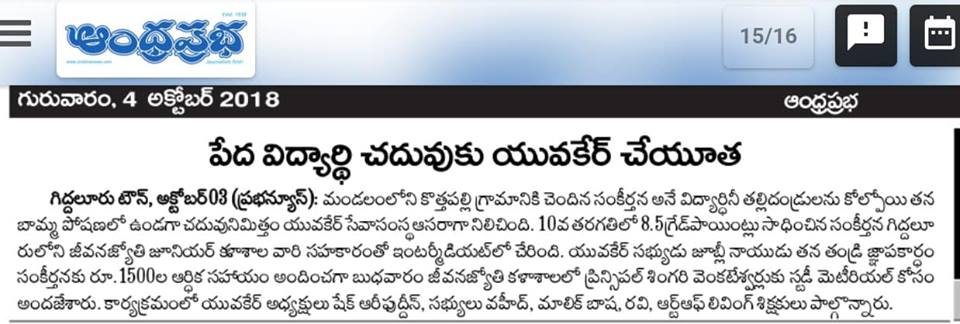 ఆంధ్రప్రభ
15/16
గురువారం, 4 అక్టోబర్ 2018 ఆంధ్రప్రభ
పేద విద్యార్థి చదువుకు యువకేర్ చేయూత
గిద్దలూరు టౌన్, అక్టోబర్03 (ప్రభన్యూస్): మండలంలోని కొత్తపల్లి గ్రామానికి చెందిన సంకీర్తన అనే విద్యార్ధినీ తల్లిదండ్రులను కోల్పోయి తన
బామ్మ పోషణలో ఉండగా చదువునిమిత్తం యువకేర్ సేవాసంస్థ ఆసరాగా నిలిచింది. 10వ తరగతిలో 8.5గ్రేడ్‌పాయింట్లు సాధించిన సంకీర్తన గిద్దలూ
రులోని జీవనజ్యోతి జూనియర్ కళాశాల వారి సహకారంతో ఇంటర్మీడియట్‌లో చేరింది. యువకేర్ సభ్యుడు జూబ్లీ నాయుడు తన తండ్రి జ్ఞాపకార్ధం
సంకీర్తనకు రూ.1500ల ఆర్ధిక సహాయం అందించగా బుధవారం జీవనజ్యోతి కళాశాలలో ప్రిన్సిపల్ శింగరి వెంకటేశ్వర్లుకు స్టడీ మెటీరియల్ కోసం
అందజేశారు. కార్యక్రమంలో యువకేర్ అధ్యక్షులు షేక్ ఆరీఫుద్దీన్, సభ్యులు వహీద్, మాలిక్ బాష, రవి, ఆర్ట్‌ఆఫ్ లివింగ్ శిక్షకులు పాల్గొన్నారు.